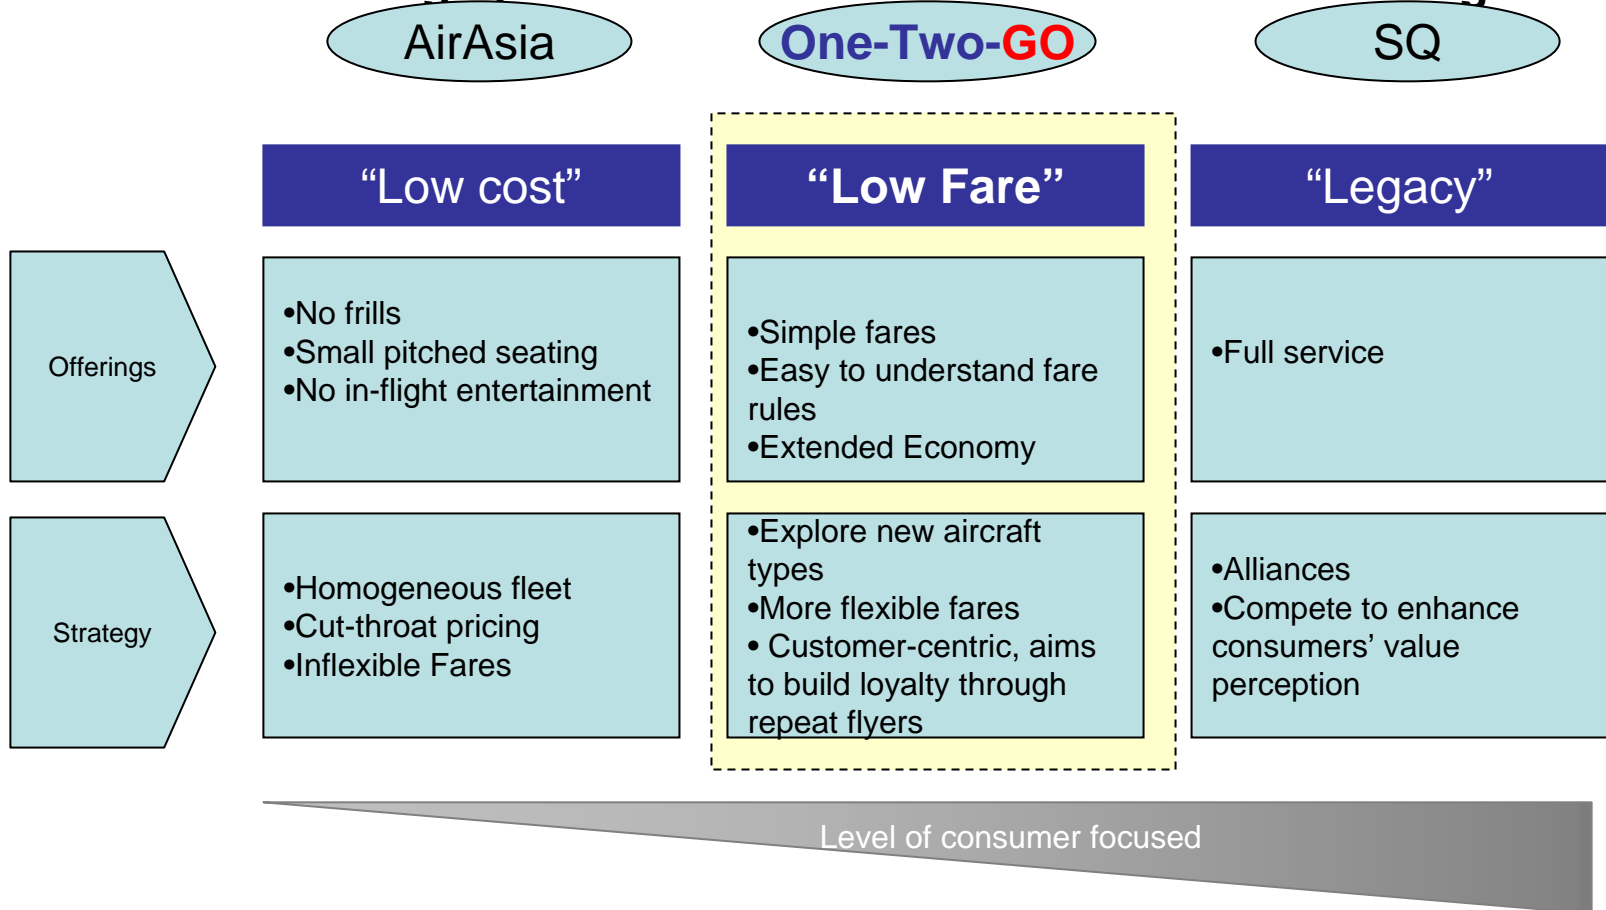 AirAsia
One-Two-GO
SQ
“Low cost”
“Low Fare”
“Legacy”
Offerings
•No frills
•Small pitched seating
•No in-flight entertainment
•Simple fares
•Easy to understand fare
rules
•Extended Economy
•Full service
Strategy
•Homogeneous fleet
•Cut-throat pricing
•Inflexible Fares
•Explore new aircraft
types
•More flexible fares
• Customer-centric, aims
to build loyalty through
repeat flyers
•Alliances
•Compete to enhance
consumers’ value
perception
Level of consumer focused